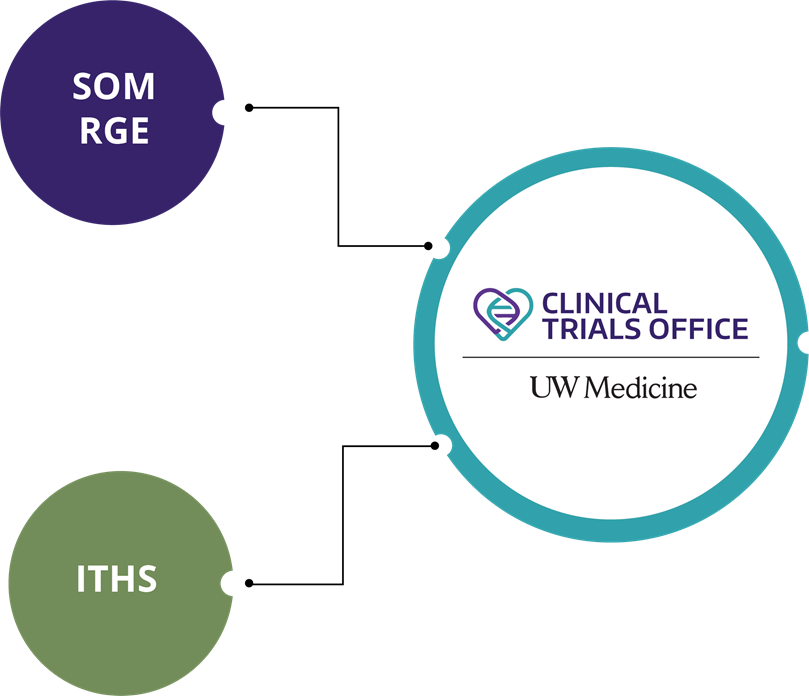 SOM
RGE
CLINICAL
TRIALS OFFICE
UW Medicine
ITHS